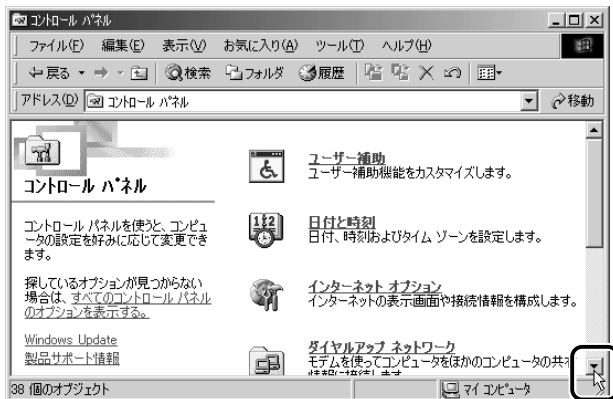 コントロール パネル
ファイル(F) 編集(E) 表示(V) お気に入り(A) ツール(T) ヘルプ(H)
戻る 検索 フォルダ 履歴
アドレス(D) コントロール パネル 移動
コントロール パネル
コントロール パネルを使うと、コンピュ
ータの設定を好みに応じて変更でき
ます。
探しているオプションが見つからない
場合は、すべてのコントロール パネル
のオプションを表示する。
Windows Update
製品サポート情報
ユーザー補助
ユーザー補助機能をカスタマイズします。
日付と時刻
日付、時刻およびタイム ゾーンを設定します。
インターネット オプション
インターネットの表示画面や接続情報を構成します。
ダイヤルアップ ネットワーク
モデムを使ってコンピュータをほかのコンピュータの共
38 個のオブジェクト マイ コンピュータ